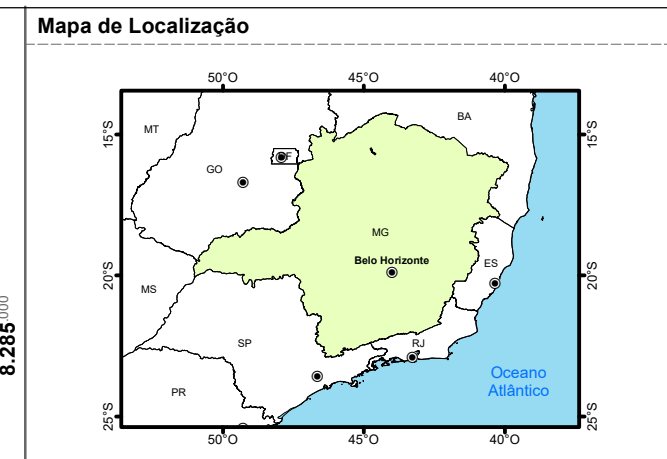 Mapa de Localização
50°O 45°O 40°O
15°S 15°S
MT BA
GO
MG
Belo Horizonte
ES
20°S 20°S
MS
SP RJ
PR
Oceano
Atlântico
25°S 25°S
50°O 45°O 40°O
8.285.000